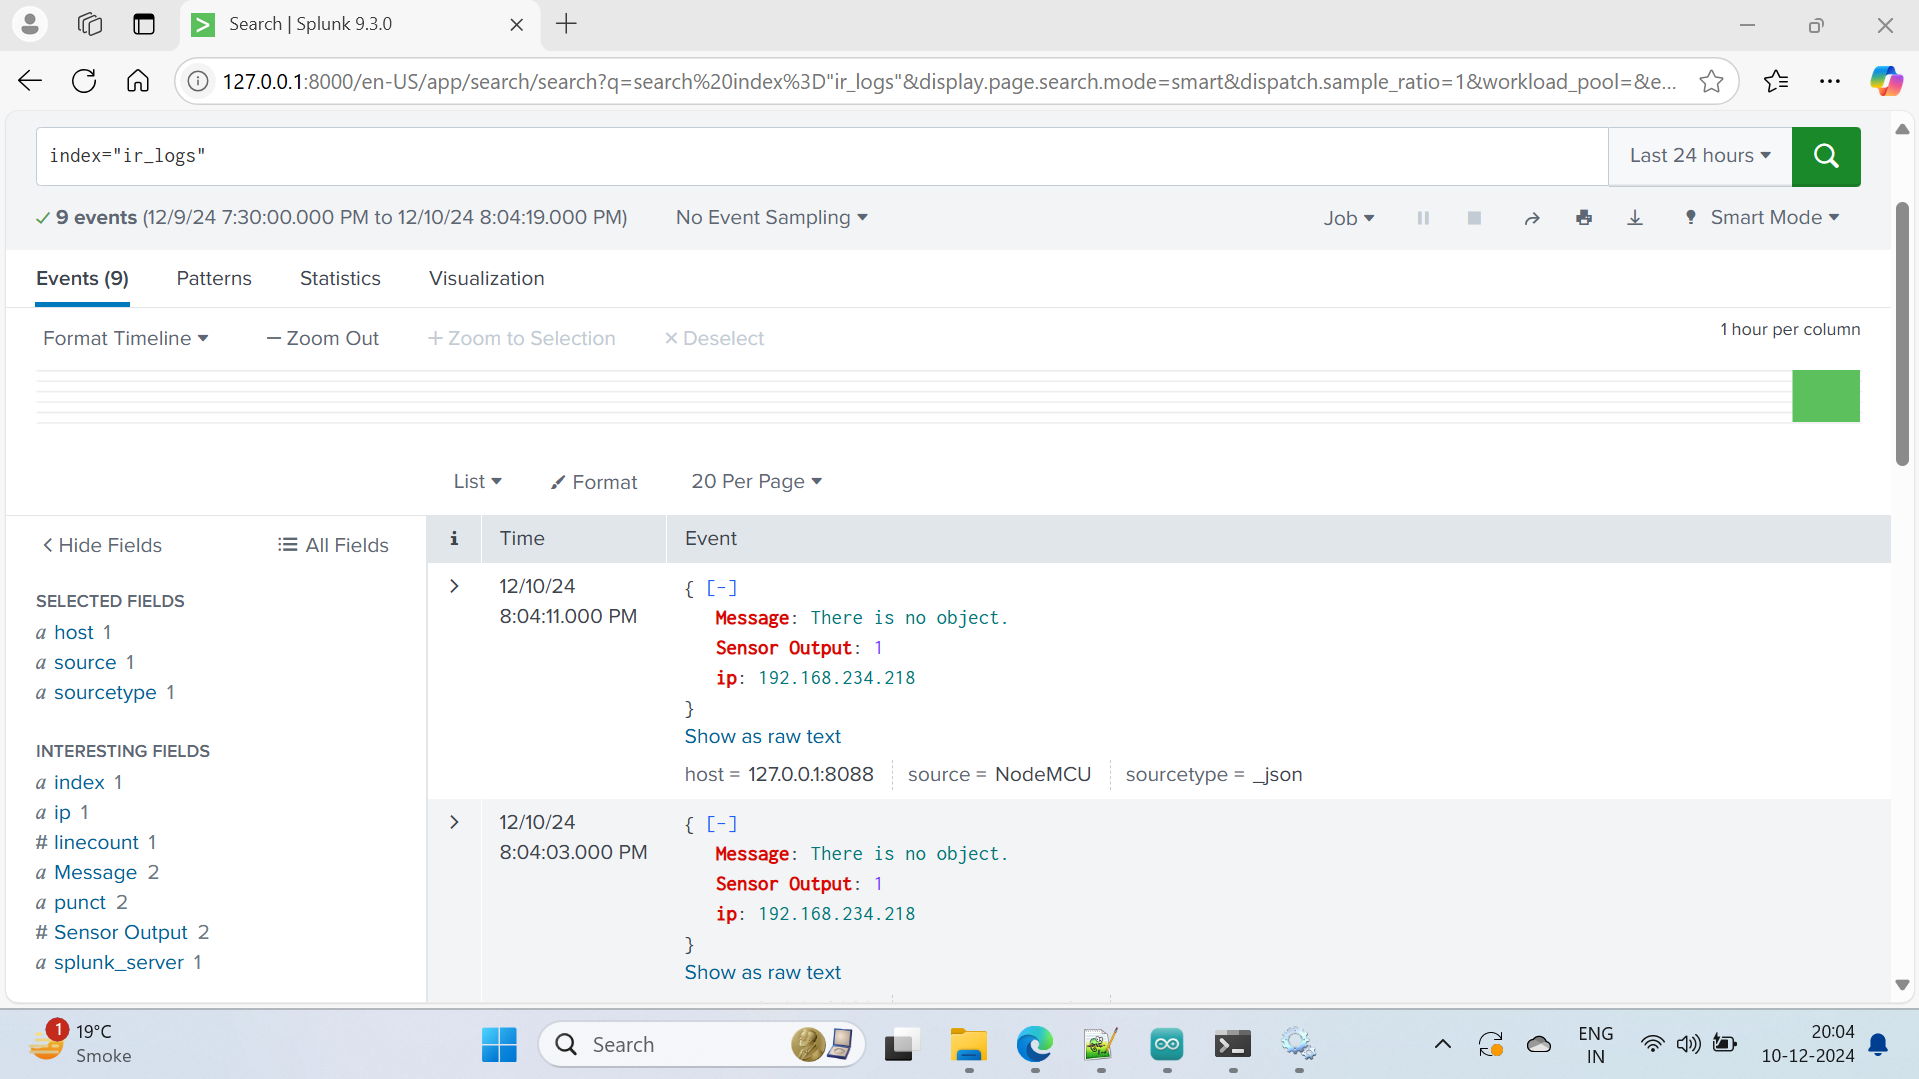 Search | Splunk 9.3.0
127.0.0.1:8000/en-US/app/search/search?q=search%20index%3D"ir_logs"&display.page.search.mode=smart&dispatch.sample_ratio=1&workload_pool=&e...
index="ir_logs"
Last 24 hours
9 events (12/9/24 7:30:00.000 PM to 12/10/24 8:04:19.000 PM)
No Event Sampling
Job
Smart Mode
Events (9)
Patterns
Statistics
Visualization
Format Timeline
— Zoom Out
+ Zoom to Selection
× Deselect
1 hour per column
List
Format
20 Per Page
< Hide Fields
All Fields
SELECTED FIELDS
a host 1
a source 1
a sourcetype 1
INTERESTING FIELDS
a index 1
a ip 1
# linecount 1
a Message 2
a punct 2
# Sensor Output 2
a splunk_server 1
i
Time
Event
>
12/10/24
8:04:11.000 PM
{ [-]
Message: There is no object.
Sensor Output: 1
ip: 192.168.234.218
}
Show as raw text
host = 127.0.0.1:8088
source = NodeMCU
sourcetype = _json
>
12/10/24
8:04:03.000 PM
{ [-]
Message: There is no object.
Sensor Output: 1
ip: 192.168.234.218
}
Show as raw text
1
19°C
Smoke
Search
ENG
IN
20:04
10-12-2024